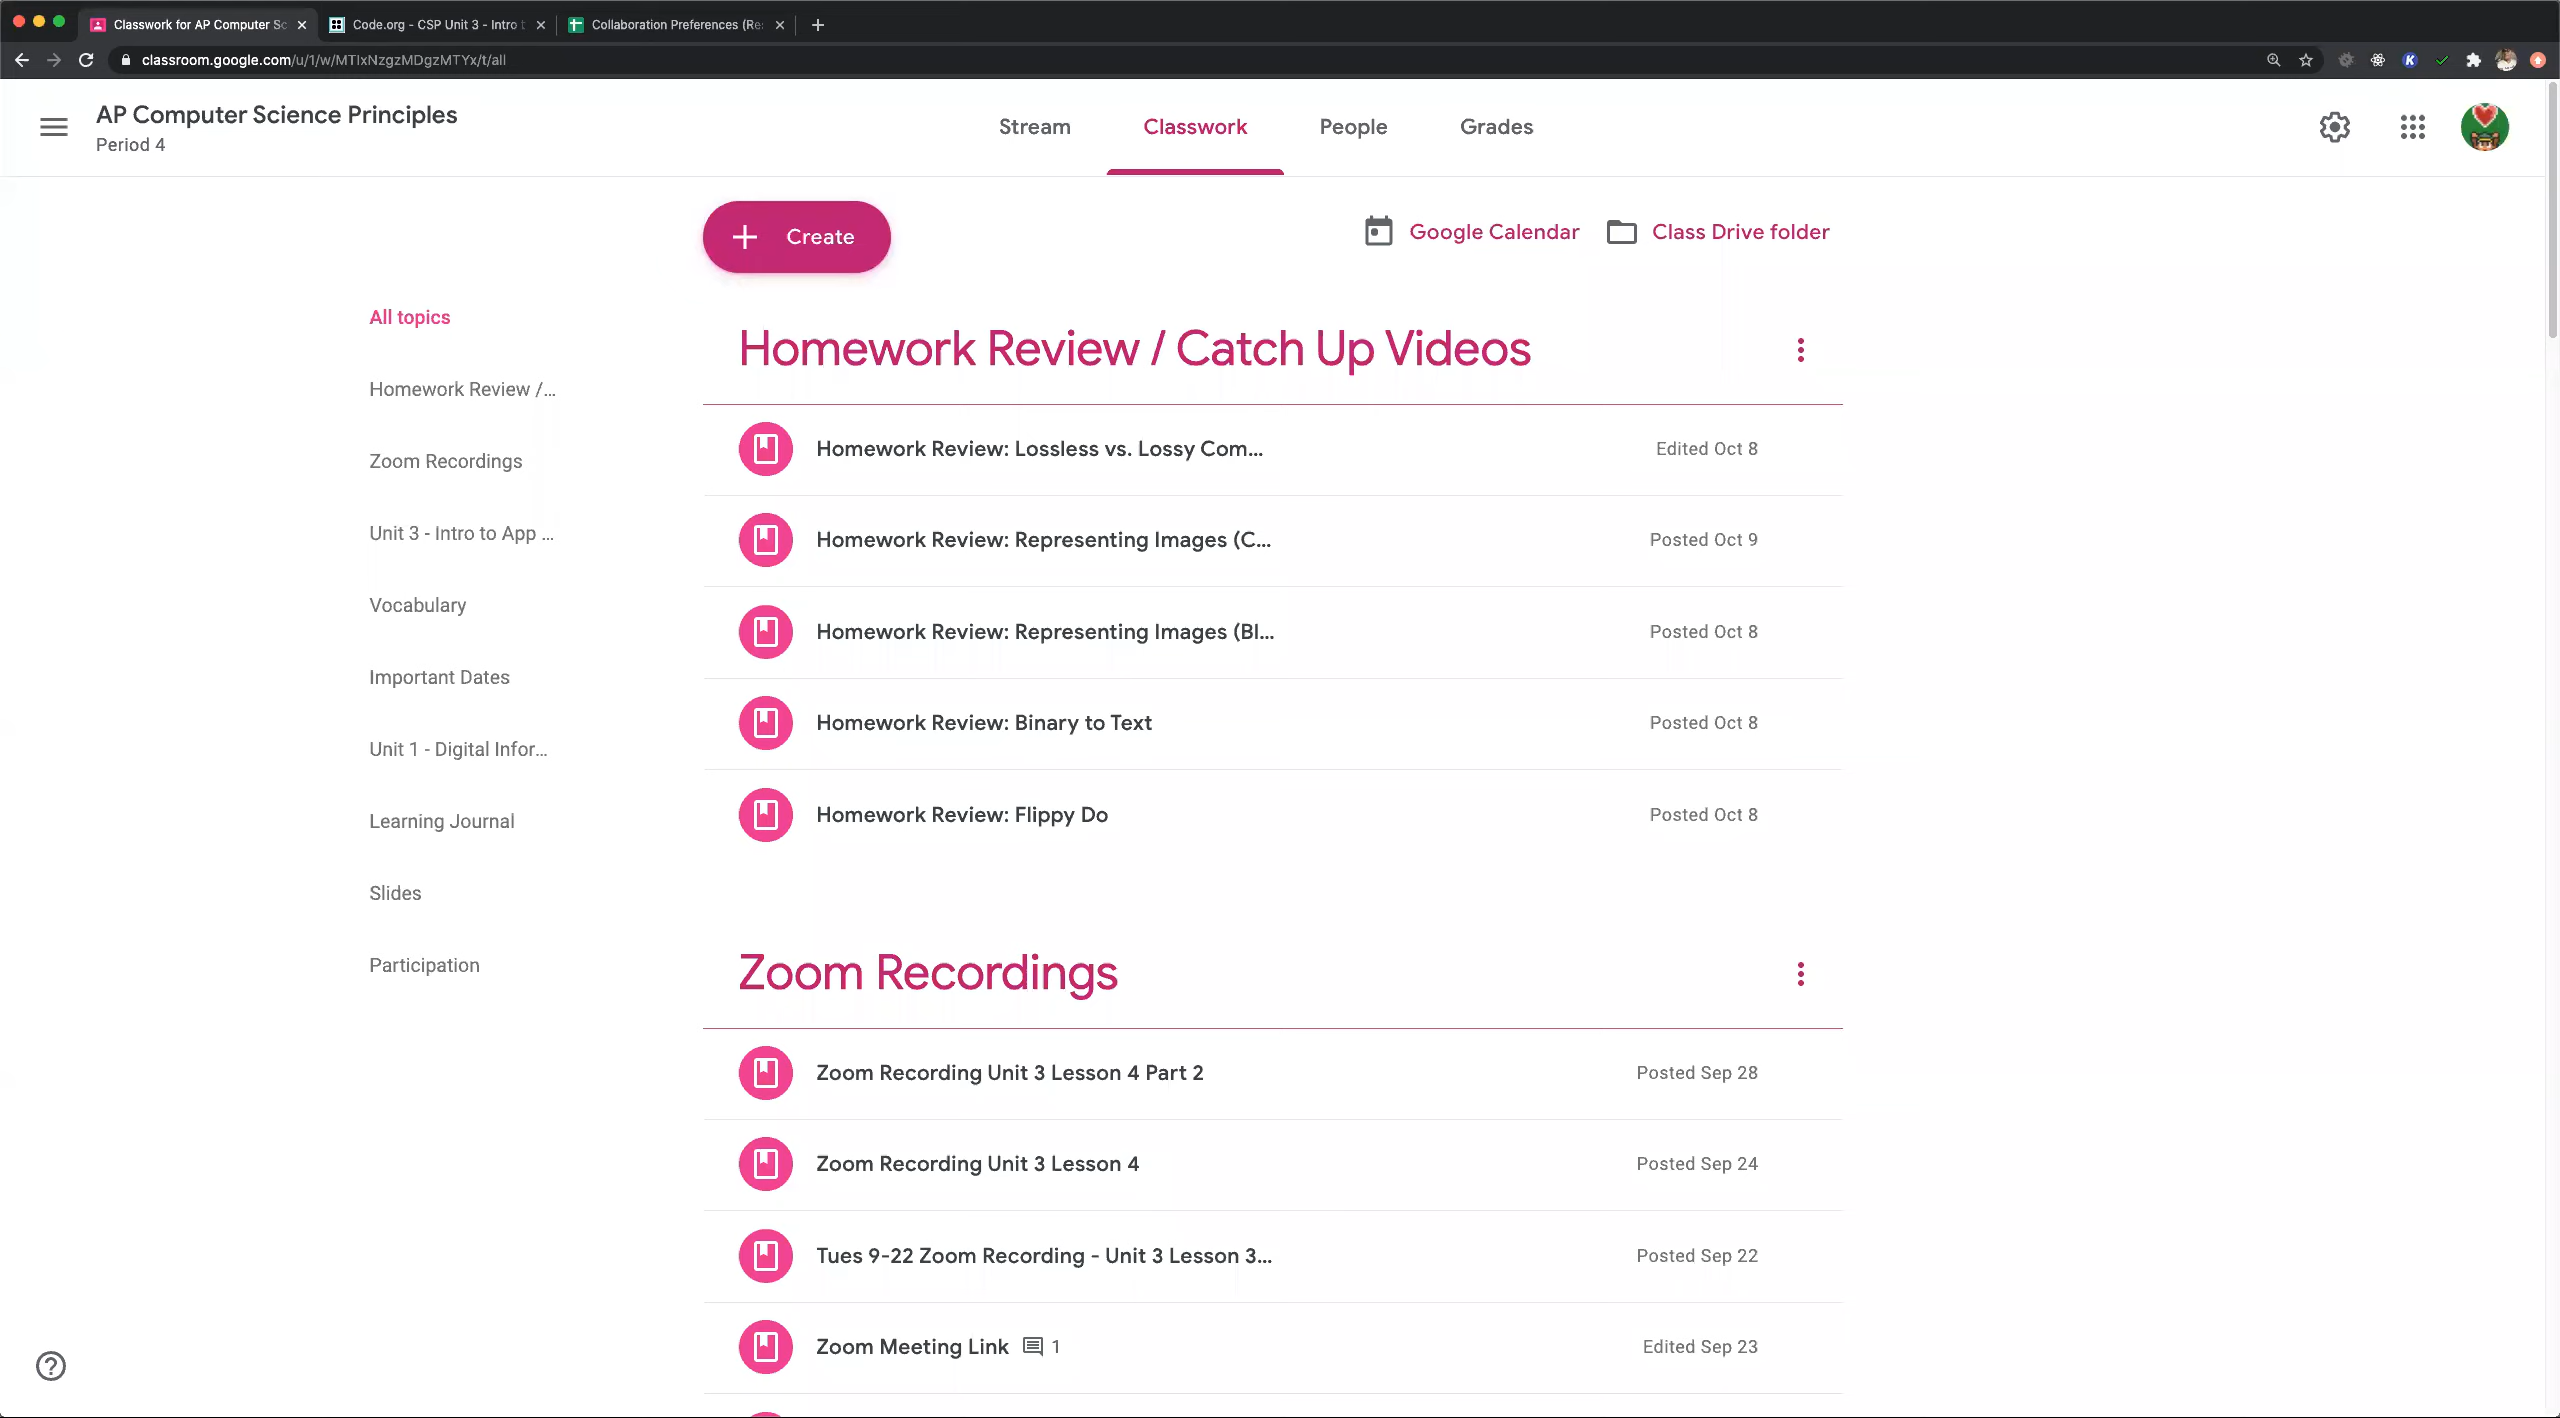 Classwork for AP Computer Sc
Code.org - CSP Unit 3 - Intro t
Collaboration Preferences (Re
classroom.google.com/u/1/w/MTIxNzgzMDgzMTYx/t/all
K
AP Computer Science Principles
Period 4
Stream
Classwork
People
Grades
Create
Google Calendar
Class Drive folder
All topics
Homework Review /...
Zoom Recordings
Unit 3 - Intro to App ...
Vocabulary
Important Dates
Unit 1 - Digital Infor...
Learning Journal
Slides
Participation
Homework Review / Catch Up Videos
Homework Review: Lossless vs. Lossy Com...
Edited Oct 8
Homework Review: Representing Images (C...
Posted Oct 9
Homework Review: Representing Images (Bl...
Posted Oct 8
Homework Review: Binary to Text
Posted Oct 8
Homework Review: Flippy Do
Posted Oct 8
Zoom Recordings
Zoom Recording Unit 3 Lesson 4 Part 2
Posted Sep 28
Zoom Recording Unit 3 Lesson 4
Posted Sep 24
Tues 9-22 Zoom Recording - Unit 3 Lesson 3...
Posted Sep 22
Zoom Meeting Link 1
Edited Sep 23